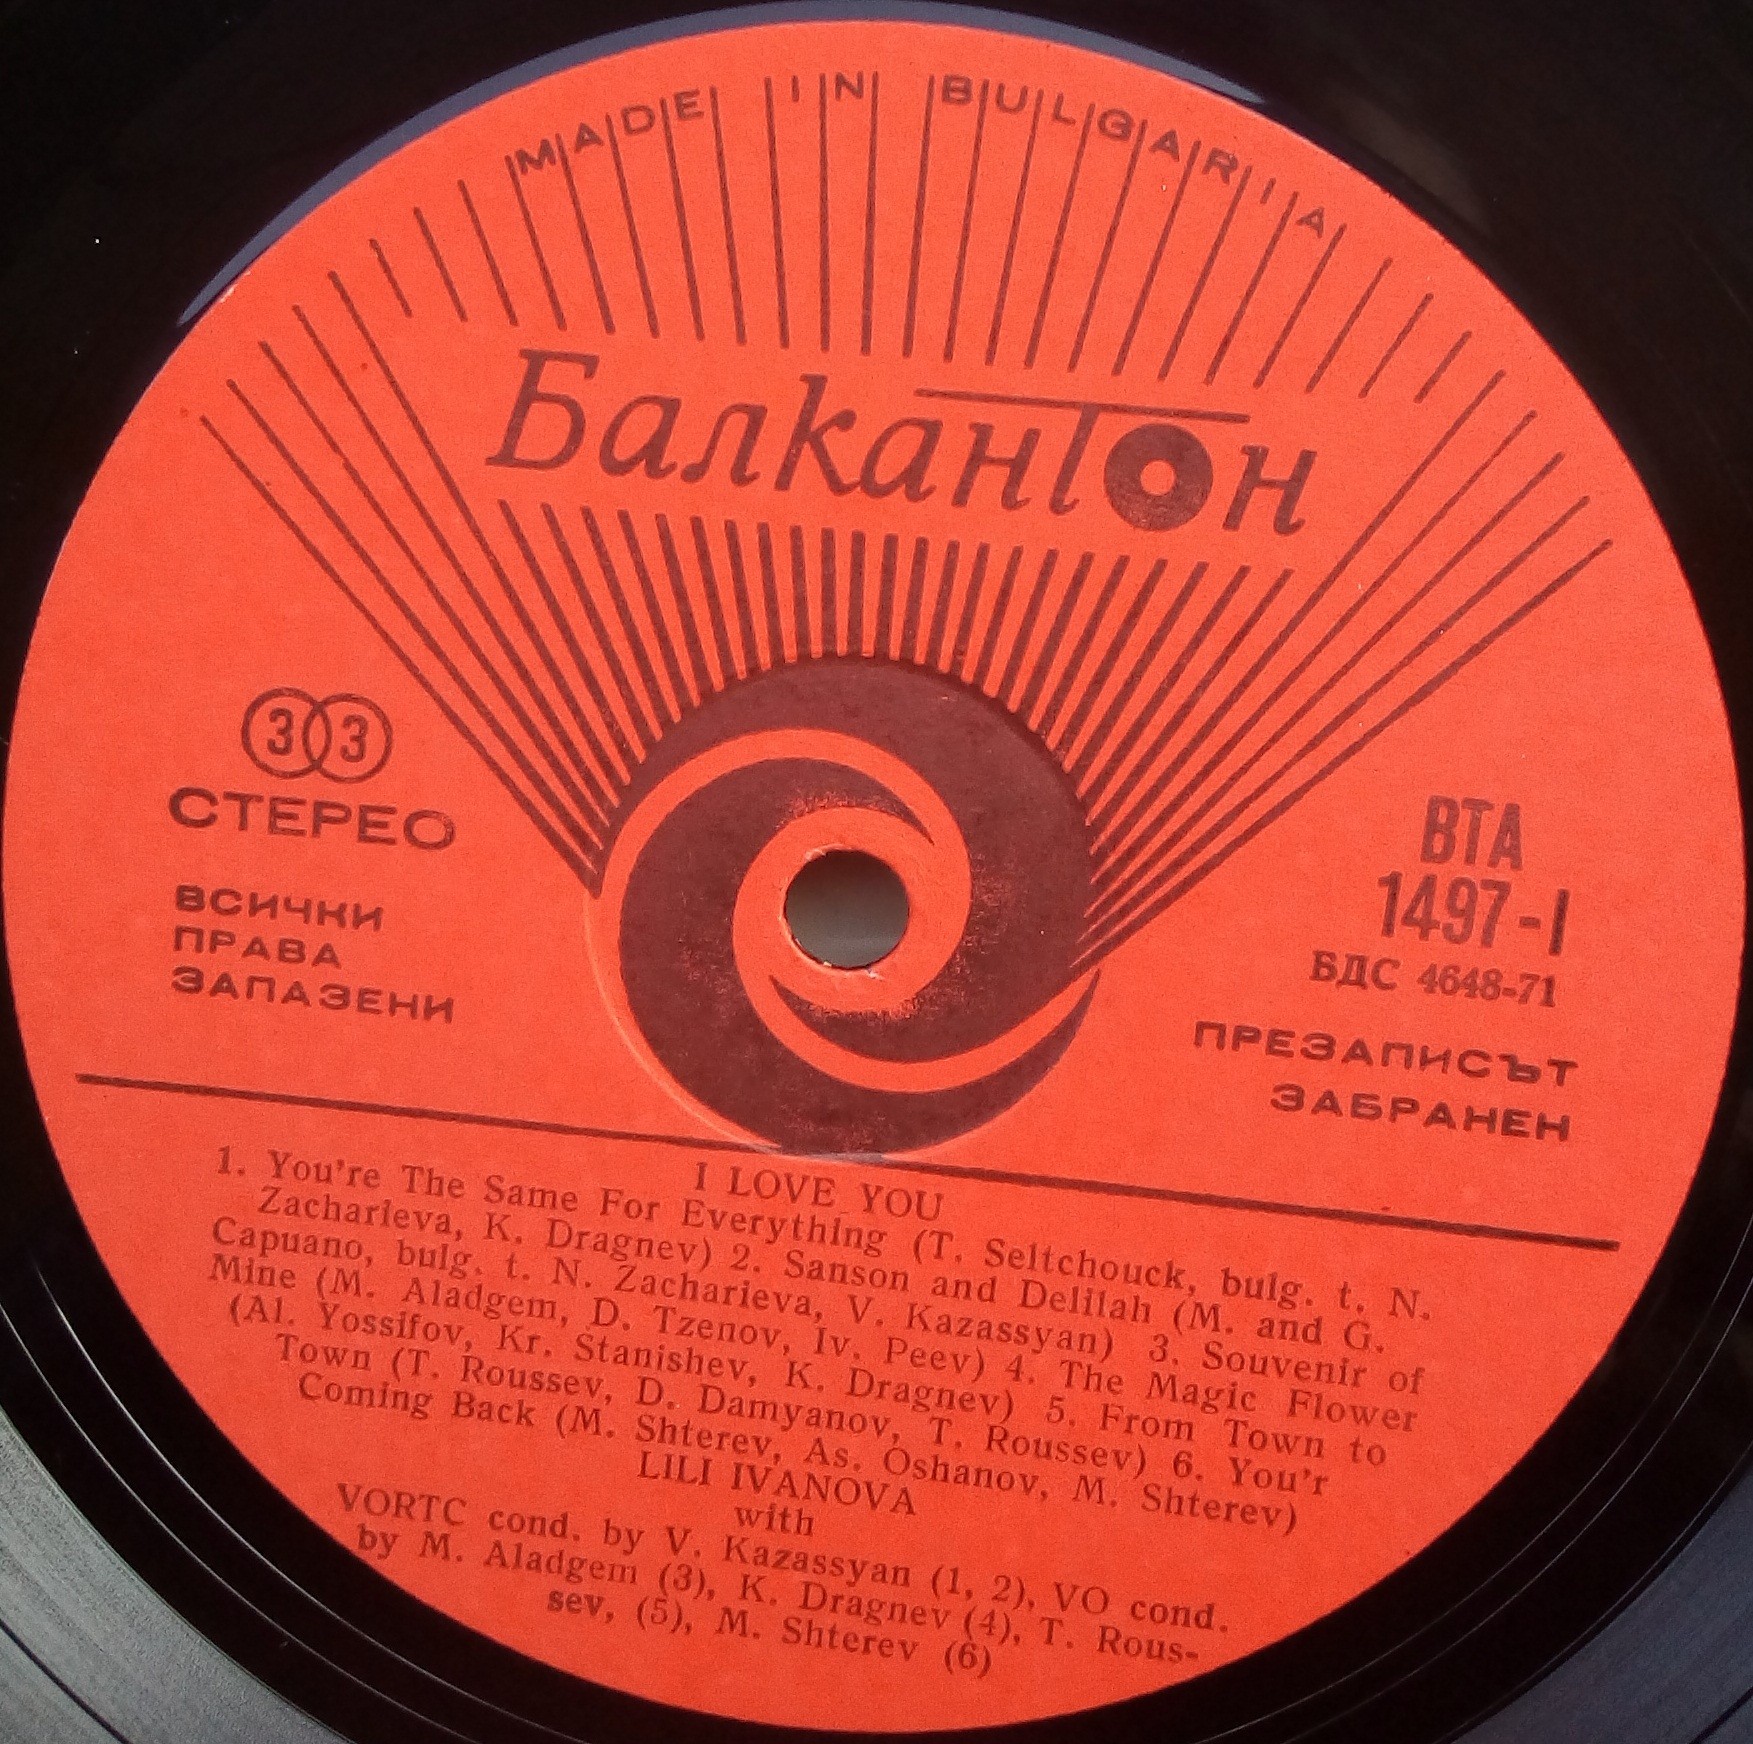 MADE IN BULGARIA
Балкантон
33
СТЕРЕО
ВСИЧКИ
ПРАВА
ЗАПАЗЕНИ
ВТА
1497-I
БДС 4648-71
ПРЕЗАПИСЪТ
ЗАБРАНЕН
I LOVE YOU
1. You're The Same For Everything (T. Seltchouck, bulg. t. N.
Zacharieva, K. Dragnev) 2. Sanson and Delilah (M. and G.
Capuano, bulg. t. N. Zacharieva, V. Kazassyan) 3. Souvenir of
Mine (M. Aladgem, D. Tzenov, Iv. Peev) 4. The Magic Flower
(Al. Yossifov, Kr. Stanishev, K. Dragnev) 5. From Town to
Town (T. Roussev, D. Damyanov, T. Roussev) 6. You'r
Coming Back (M. Shterev, As. Oshanov, M. Shterev)
LILI IVANOVA
with
VORTC cond. by V. Kazassyan (1, 2), VO cond.
by M. Aladgem (3), K. Dragnev (4), T. Rous-
sev, (5), M. Shterev (6)